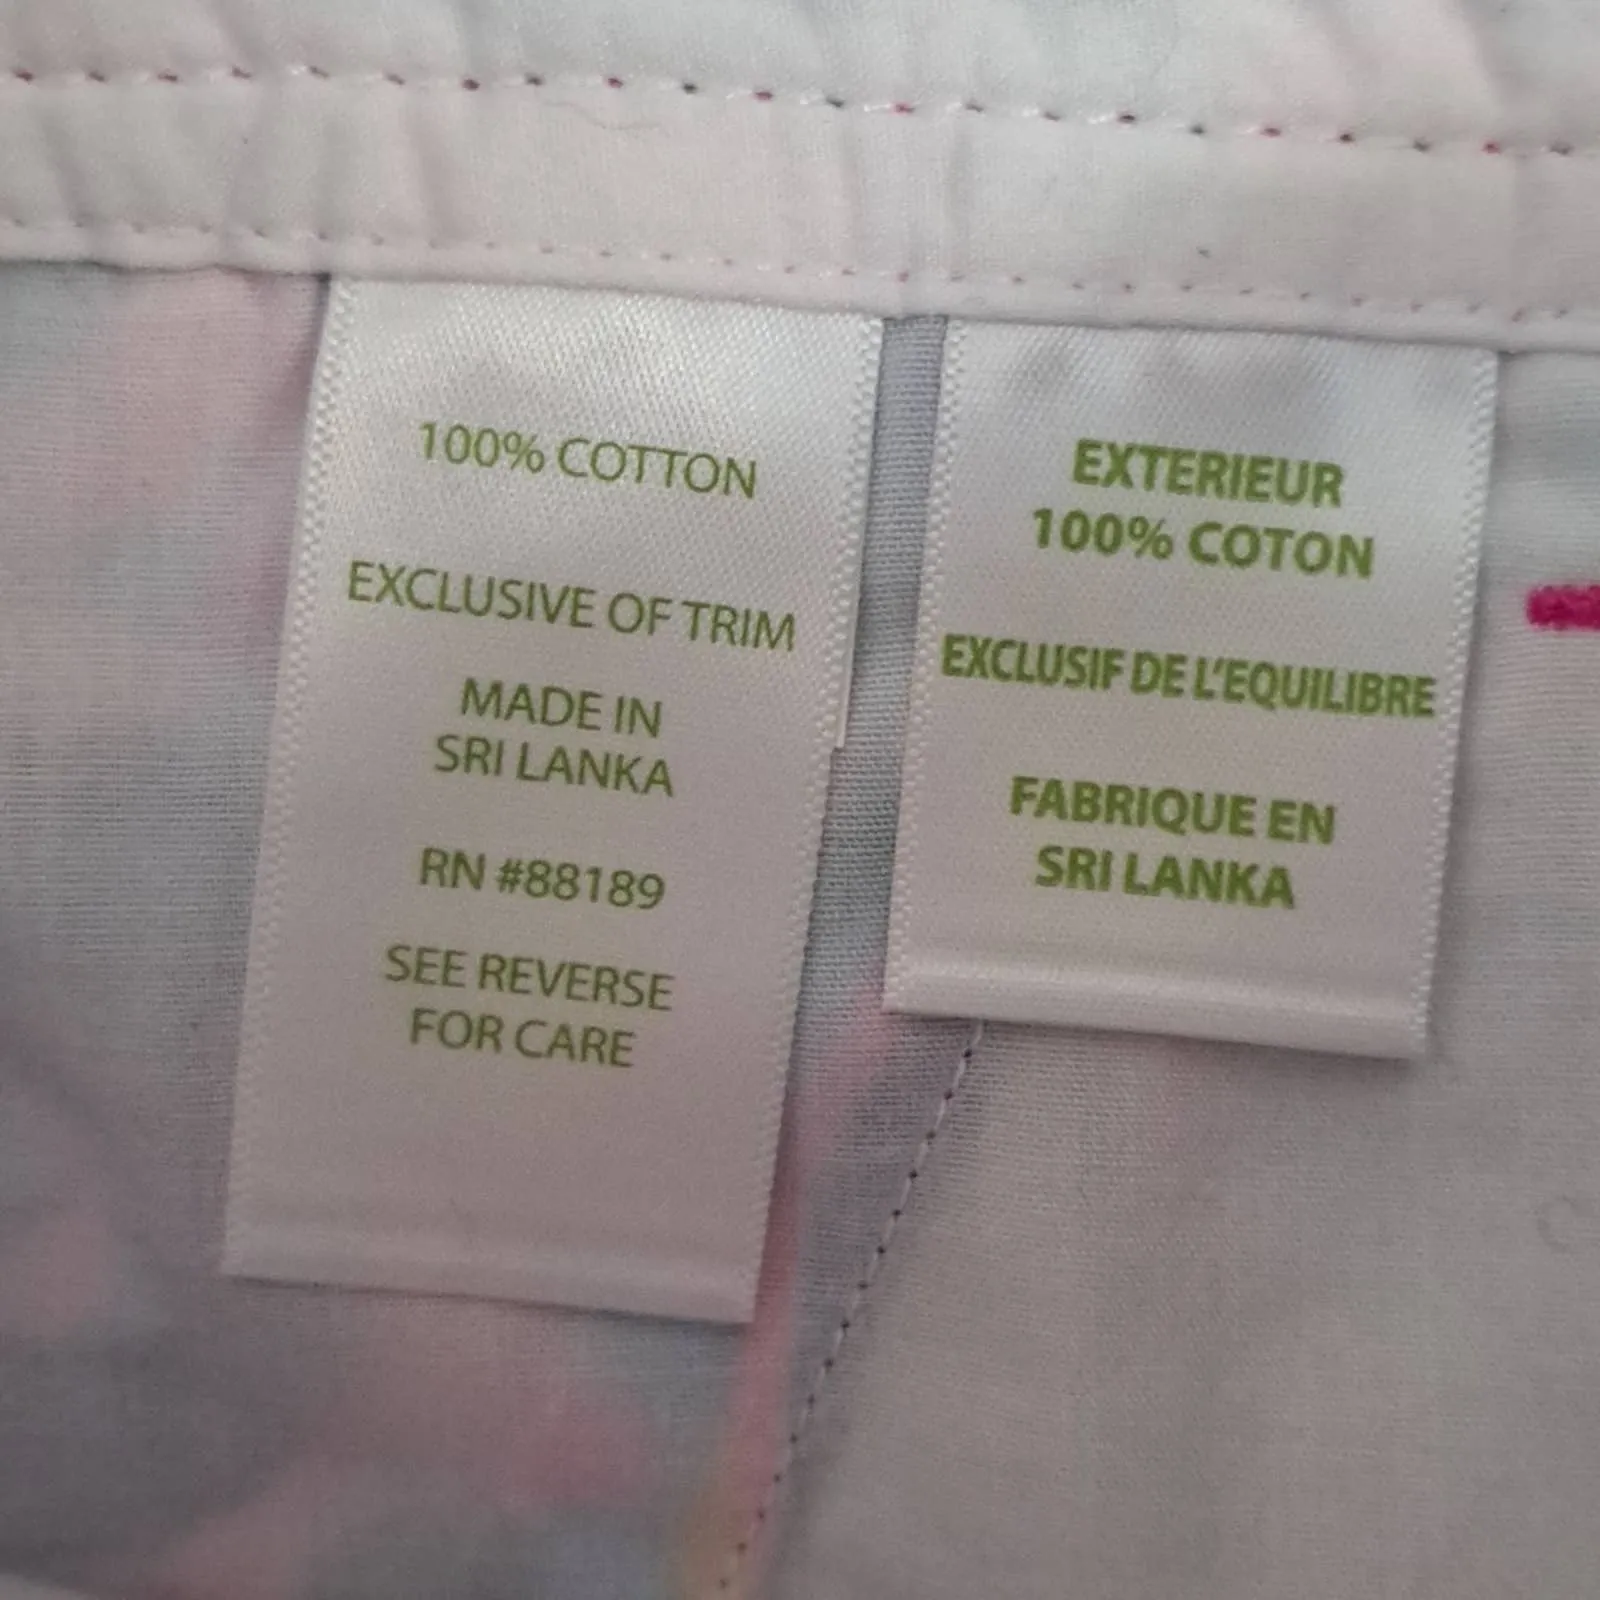 100% COTTON
EXCLUSIVE OF TRIM
MADE IN
SRI LANKA
RN #88189
SEE REVERSE
FOR CARE
EXTERIEUR
100% COTON
EXCLUSIF DE L'EQUILIBRE
FABRIQUE EN
SRI LANKA